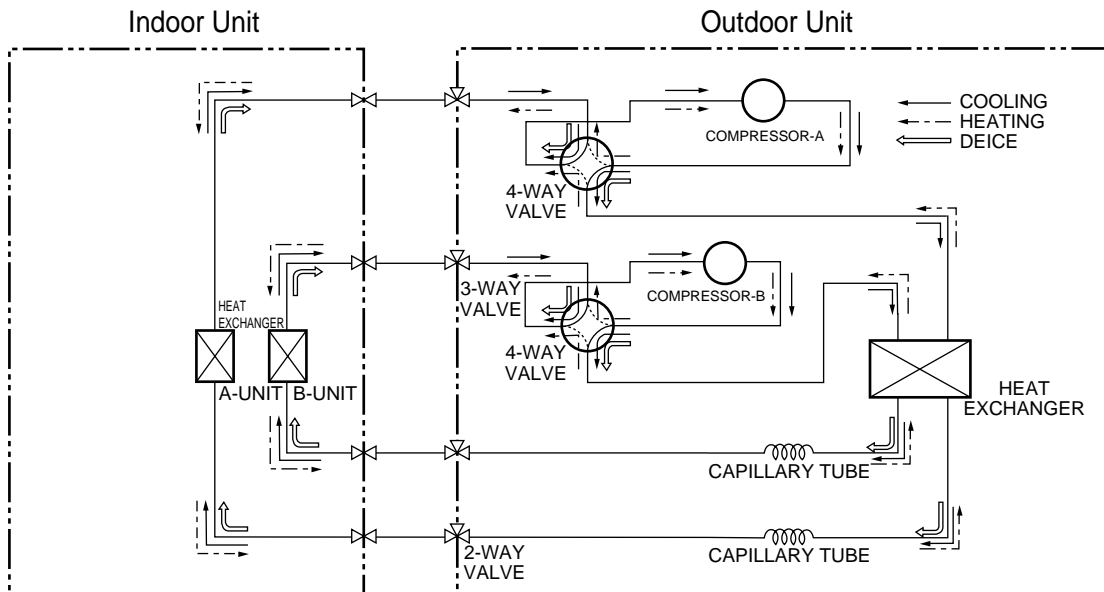 Indoor Unit
Outdoor Unit
COOLING
HEATING
DEICE
COMPRESSOR-A
4-WAY
VALVE
3-WAY
VALVE
COMPRESSOR-B
4-WAY
VALVE
HEAT
EXCHANGER
A-UNIT
B-UNIT
HEAT
EXCHANGER
CAPILLARY TUBE
2-WAY
VALVE
CAPILLARY TUBE